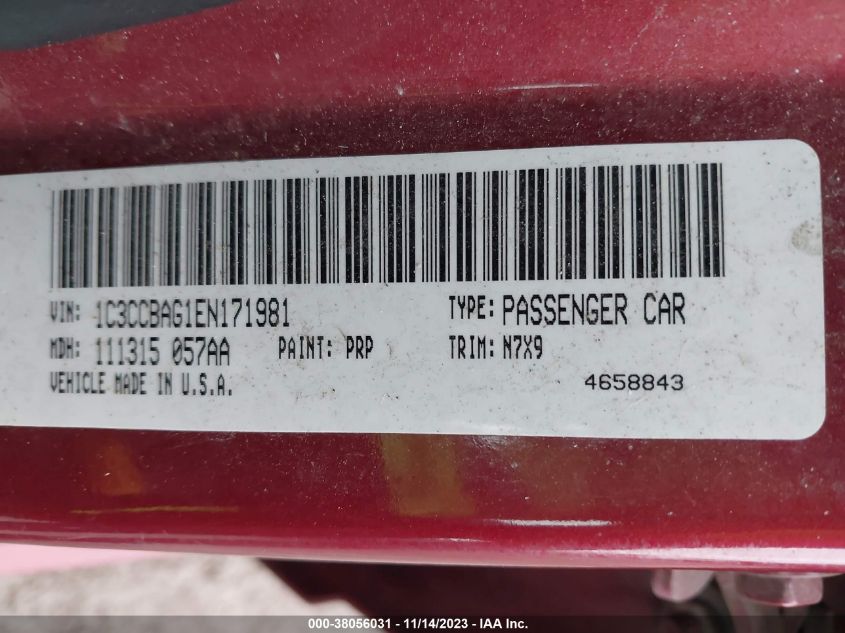 VIN: 1C3CCBAG1EN171981 TYPE: PASSENGER CAR
MDH: 111315 057AA PAINT: PRP TRIM: N7X9
VEHICLE MADE IN U.S.A. 4658843
000-38056031 - 11/14/2023 - IAA Inc.